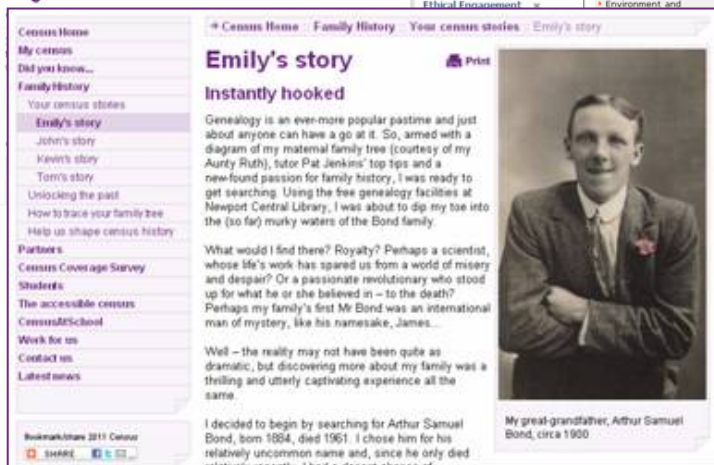 Ethical Engagement
Environment and
Census Home :: Family History :: Your census stories :: Emily's story
Census Home
My census
Did you know...
Family History
Your census stories
Emily's story
John's story
Kevin's story
Tom's story
Unlocking the past
How to trace your family tree
Help us shape census history
Partners
Census Coverage Survey
Students
The accessible census
CensusAtSchool
Work for us
Contact us
Latest news
Bookmark/share 2011 Census
SHARE
Emily's story
Print
Instantly hooked
Genealogy is an ever-more popular pastime and just
about anyone can have a go at it. So, armed with a
diagram of my maternal family tree (courtesy of my
Aunty Ruth), tutor Pat Jenkins' top tips and a
new-found passion for family history, I was ready to
get searching. Using the free genealogy facilities at
Newport Central Library, I was about to dip my toe into
the (so far) murky waters of the Bond family.
What would I find there? Royalty? Perhaps a scientist,
whose life's work has spared us from a world of misery
and despair? Or a passionate revolutionary who stood
up for what he or she believed in – to the death?
Perhaps my family's first Mr Bond was an international
man of mystery, like his namesake, James...
Well – the reality may not have been quite as
dramatic, but discovering more about my family was a
thrilling and utterly captivating experience all the
same.
I decided to begin by searching for Arthur Samuel
Bond, born 1884, died 1961. I chose him for his
relatively uncommon name and, since he only died
My great-grandfather, Arthur Samuel
Bond, circa 1900